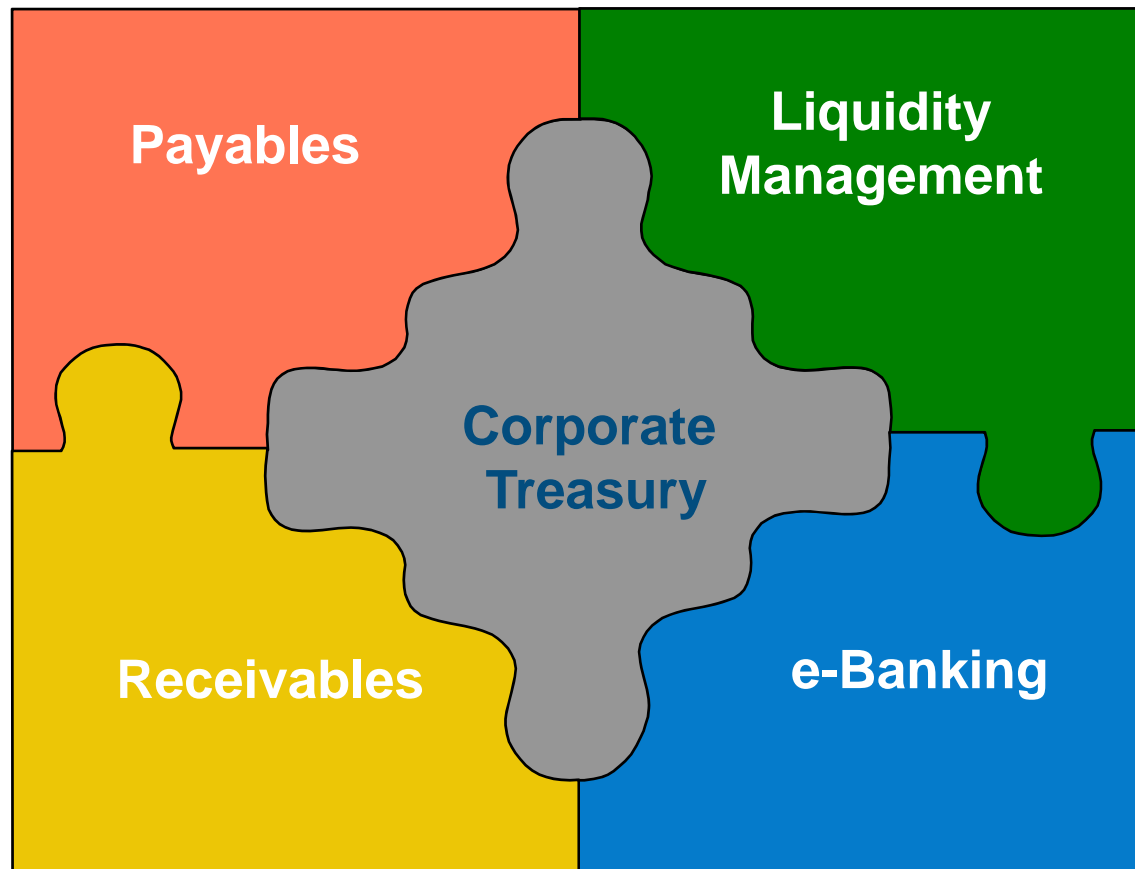 Payables
Liquidity
Management
Corporate
Treasury
Receivables
e-Banking